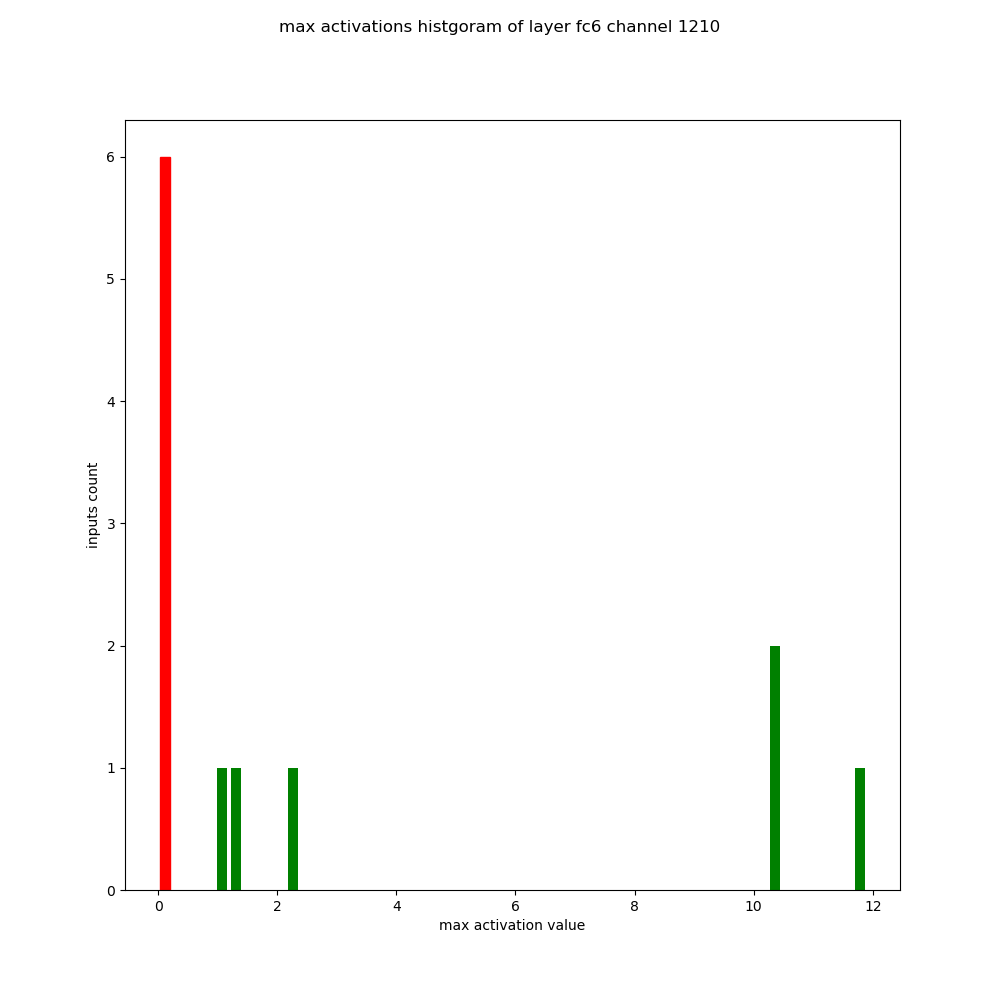 max activations histgoram of layer fc6 channel 1210
6
5
4
3
2
1
0
inputs count
0 2 4 6 8 10 12
max activation value